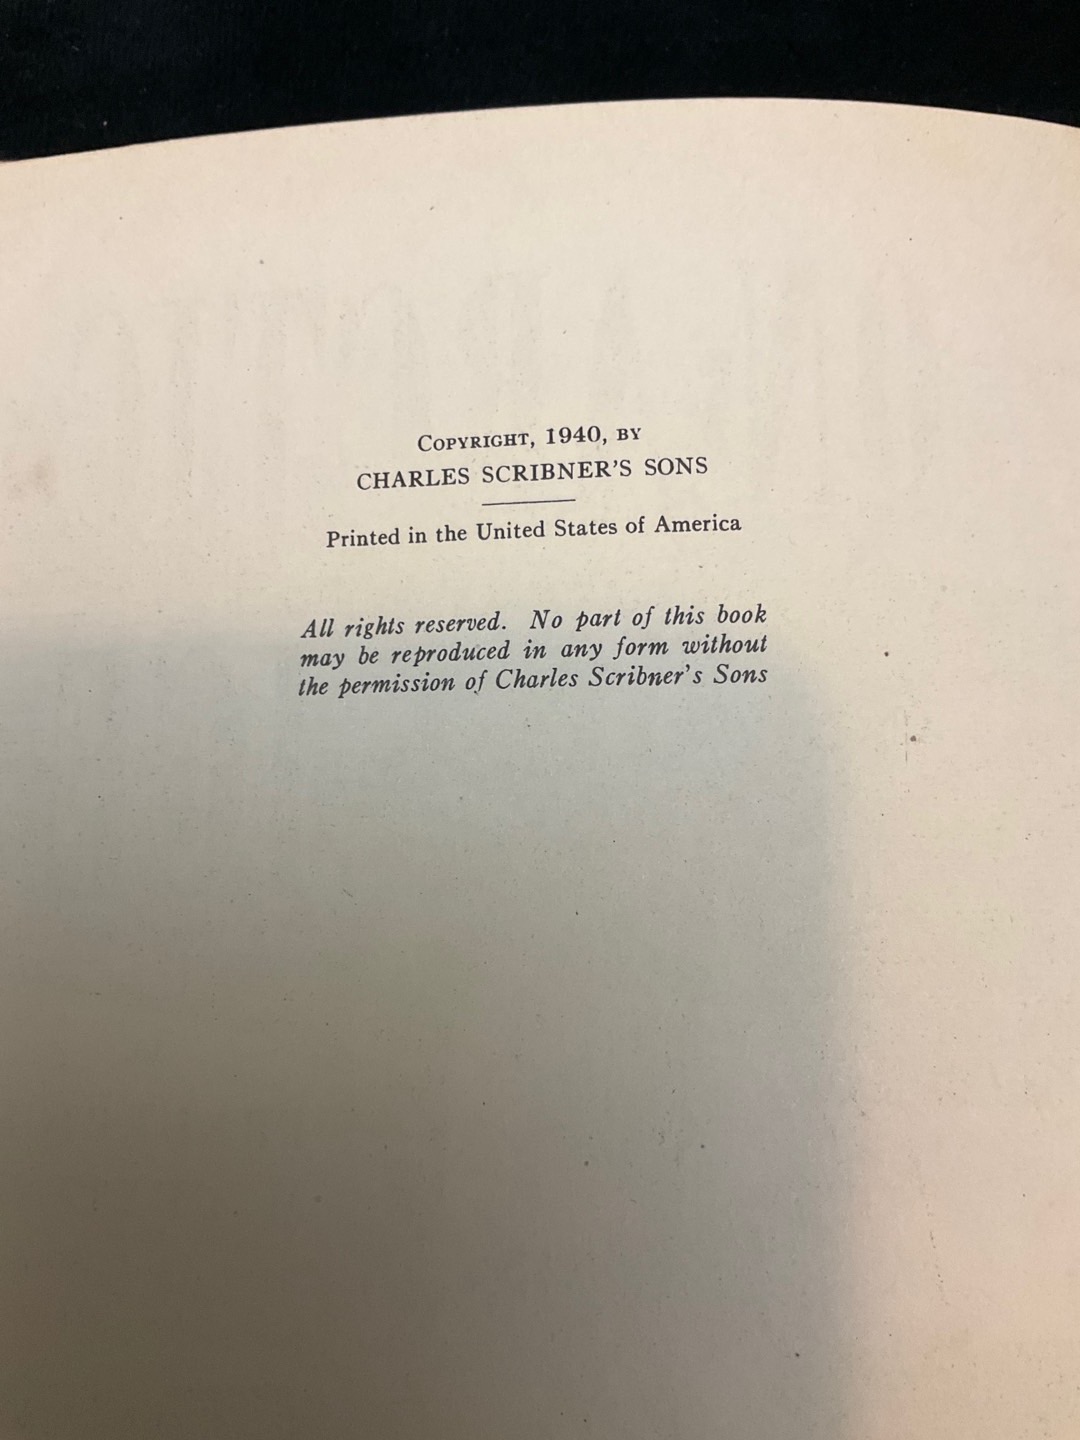 COPYRIGHT, 1940, BY
CHARLES SCRIBNER'S SONS
Printed in the United States of America
All rights reserved. No part of this book
may be reproduced in any form without
the permission of Charles Scribner's Sons